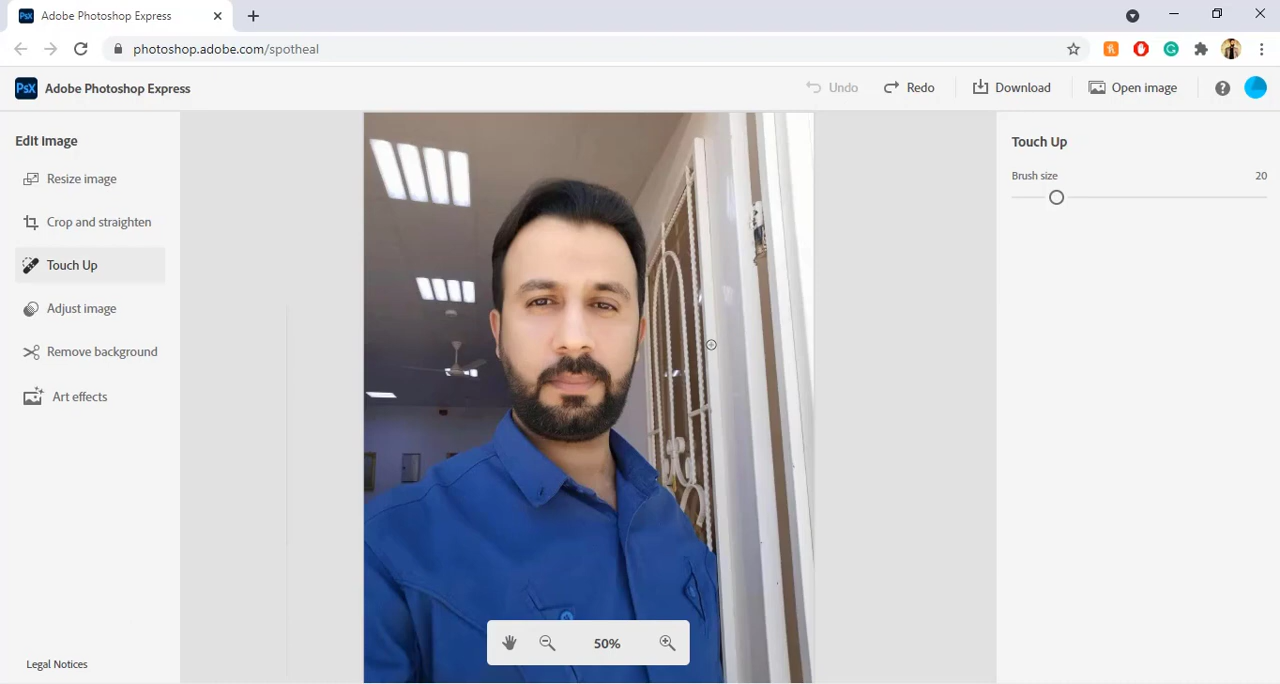 Adobe Photoshop Express
photoshop.adobe.com/spotheal
PsX Adobe Photoshop Express
Undo Redo Download Open image
Edit Image
Resize image
Crop and straighten
Touch Up
Adjust image
Remove background
Art effects
Legal Notices
50%
Touch Up
Brush size 20